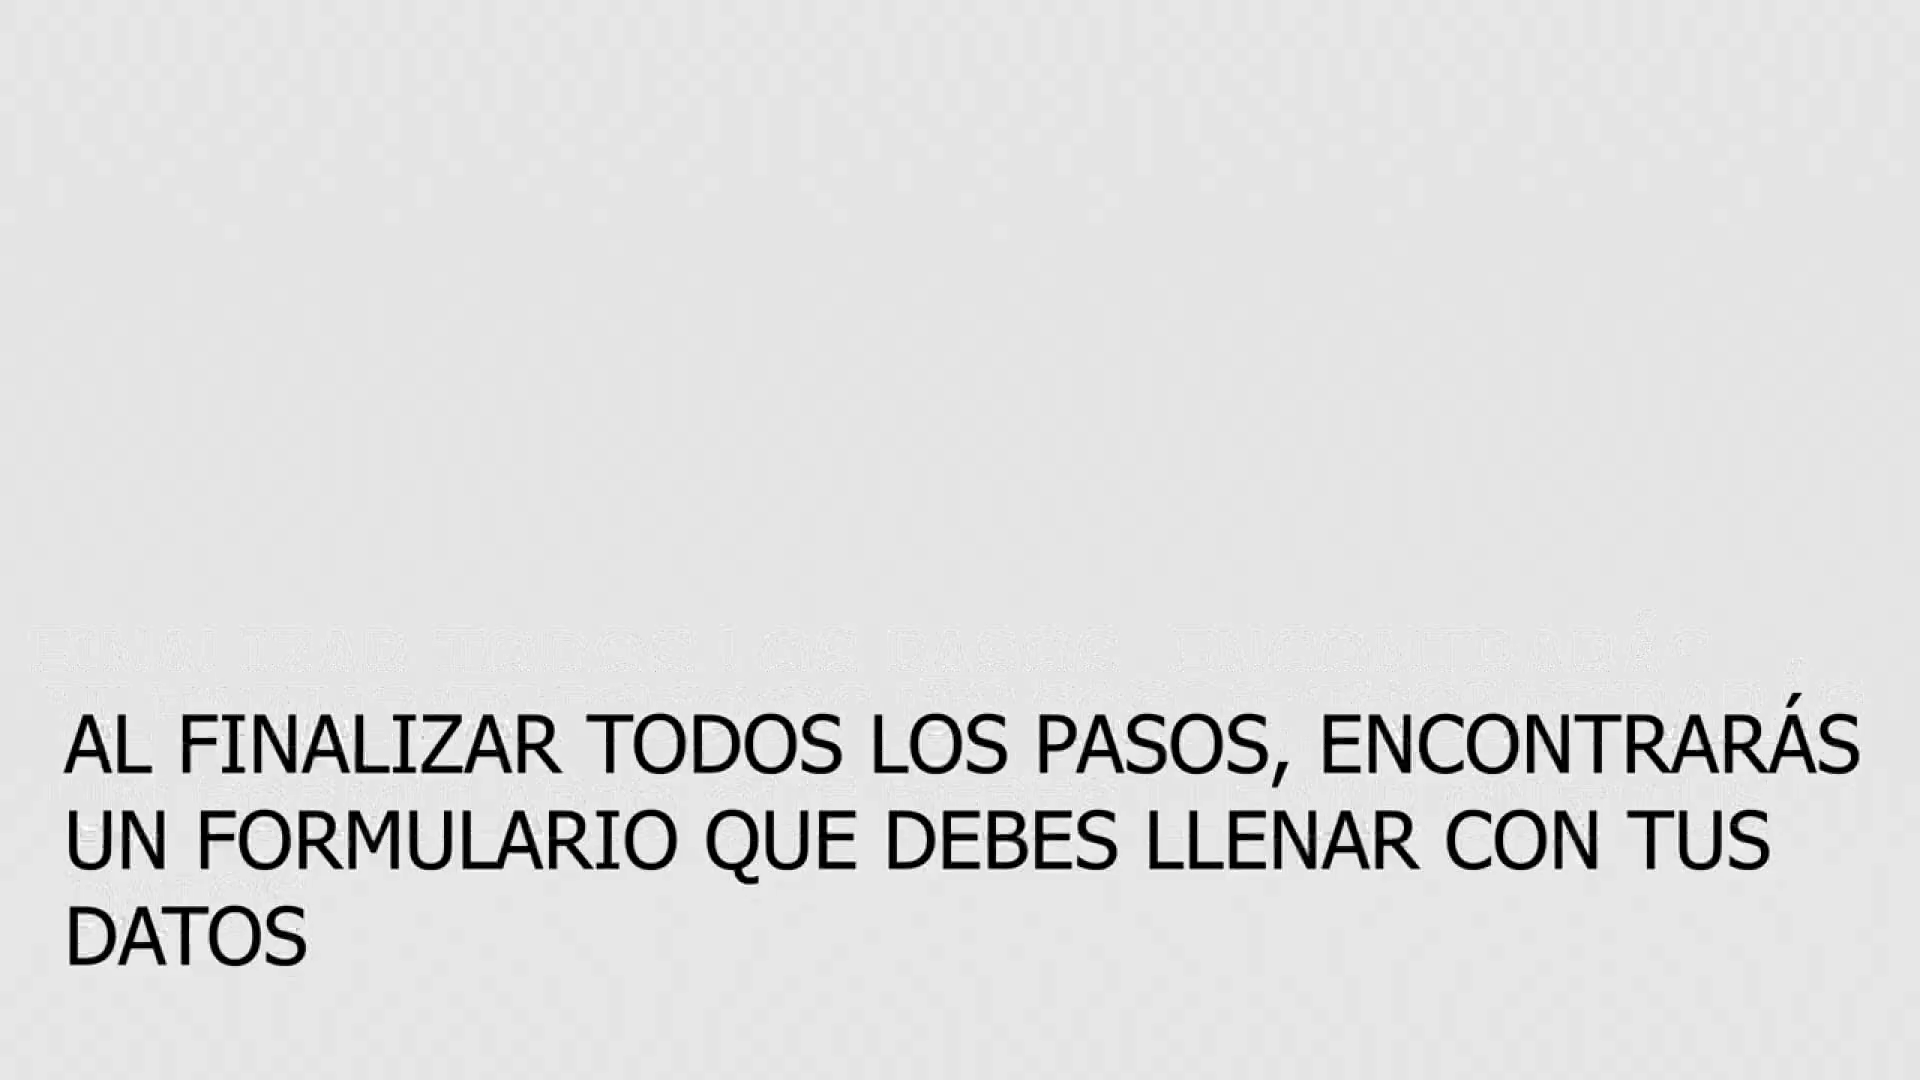 AL FINALIZAR TODOS LOS PASOS, ENCONTRARÁS
UN FORMULARIO QUE DEBES LLENAR CON TUS
DATOS